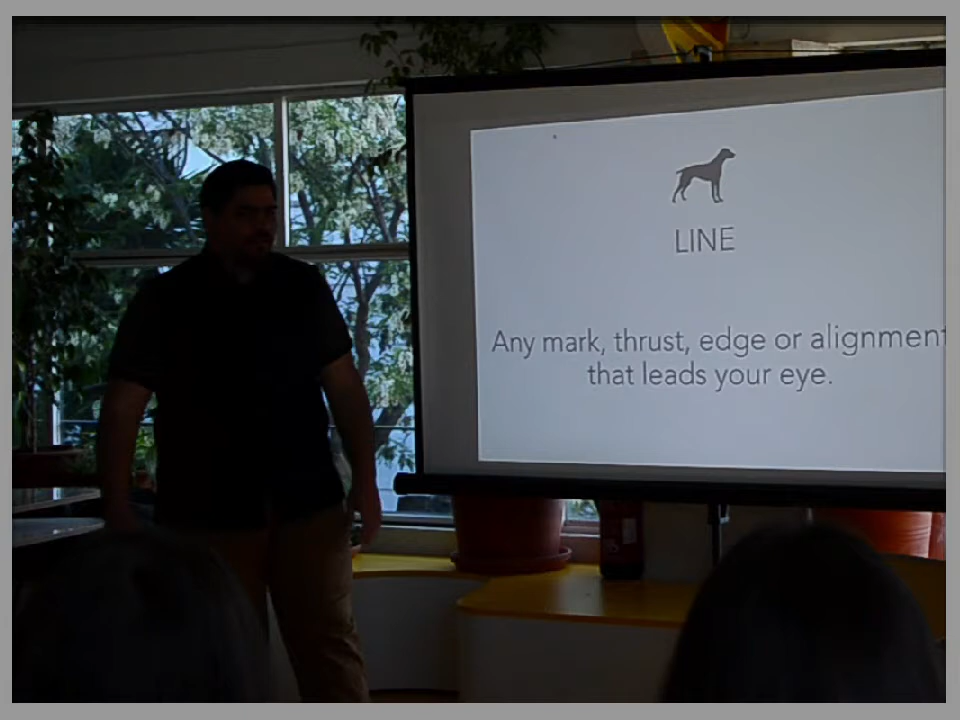 LINE
Any mark, thrust, edge or alignment
that leads your eye.